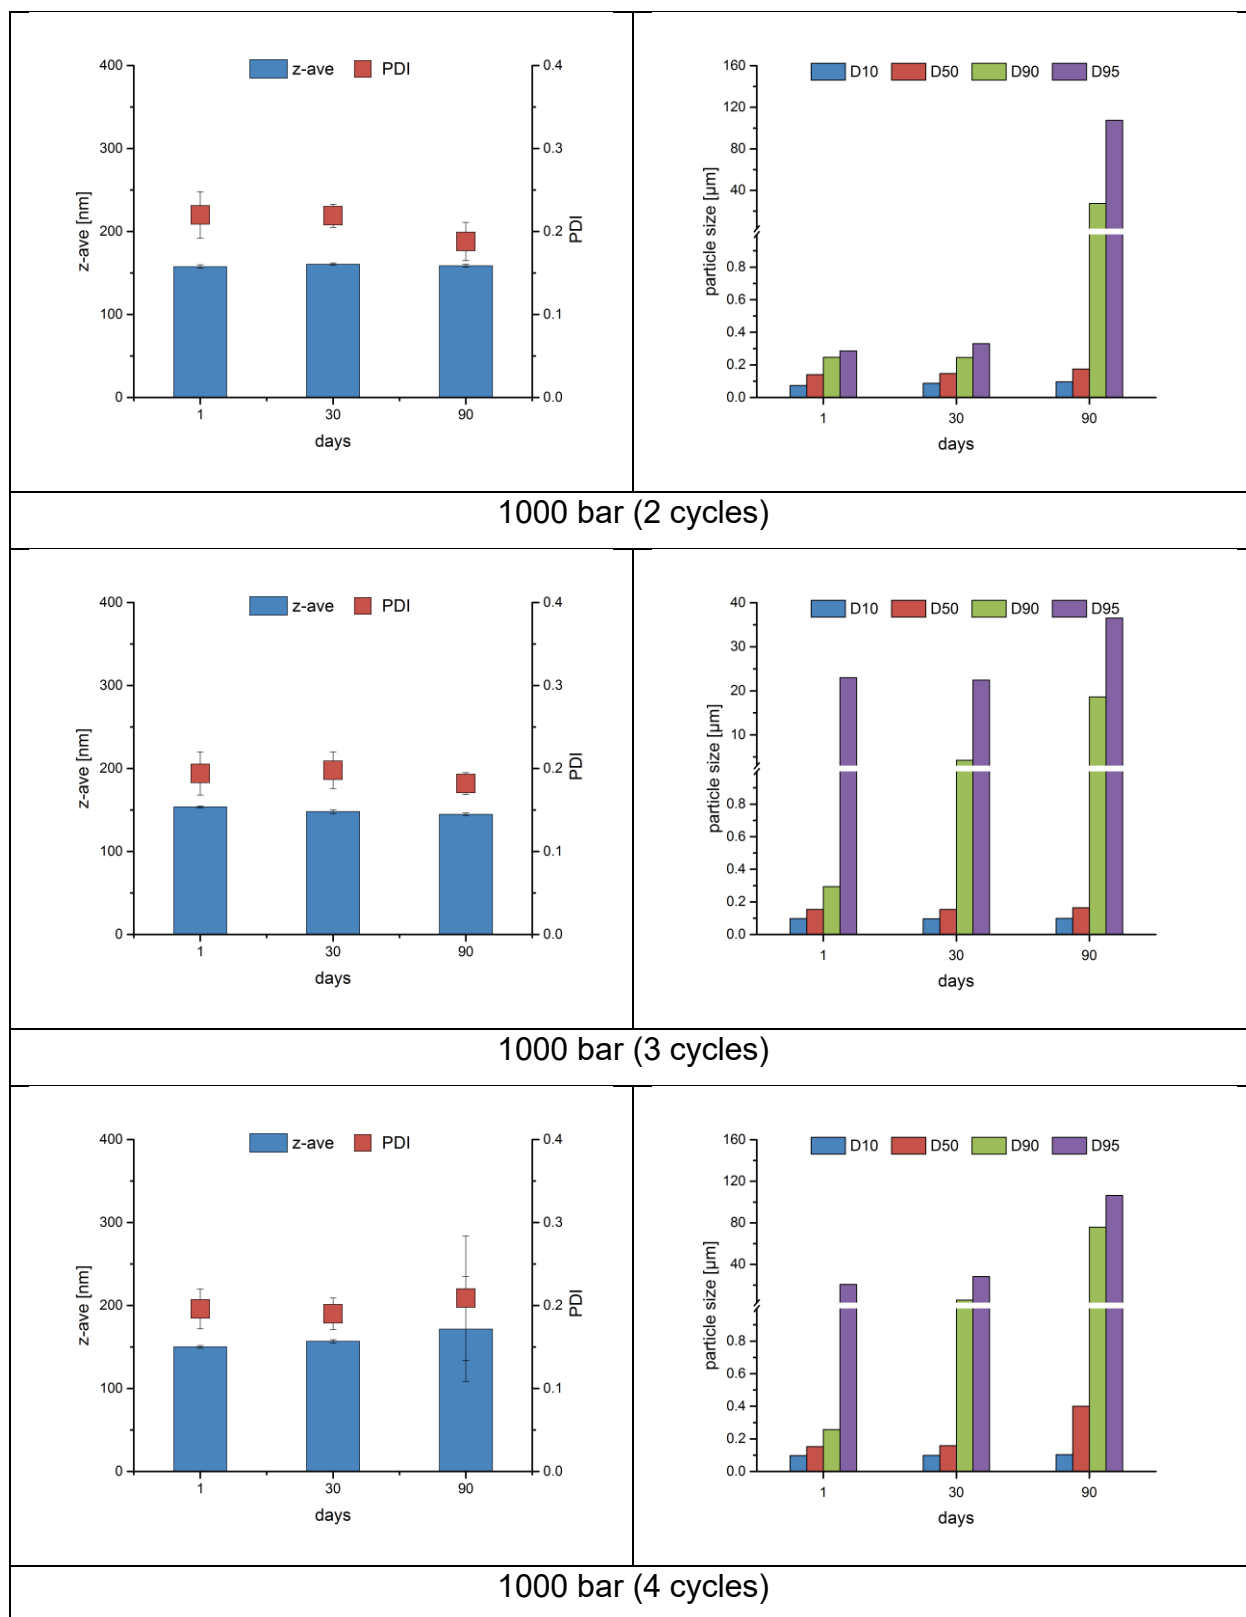 z-ave PDI
400 0.4
300 0.3
z-ave [nm] 200 0.2 PDI
100 0.1
0 0.0
1 30 90
days
160
D10 D50 D90 D95
120
80
40
particle size [µm]
0.8
0.6
0.4
0.2
0.0
1 30 90
days
1000 bar (2 cycles)
z-ave PDI
400 0.4
300 0.3
z-ave [nm] 200 0.2 PDI
100 0.1
0 0.0
1 30 90
days
40
D10 D50 D90 D95
30
20
10
particle size [µm]
0.8
0.6
0.4
0.2
0.0
1 30 90
days
1000 bar (3 cycles)
z-ave PDI
400 0.4
300 0.3
z-ave [nm] 200 0.2 PDI
100 0.1
0 0.0
1 30 90
days
160
D10 D50 D90 D95
120
80
40
particle size [µm]
0.8
0.6
0.4
0.2
0.0
1 30 90
days
1000 bar (4 cycles)